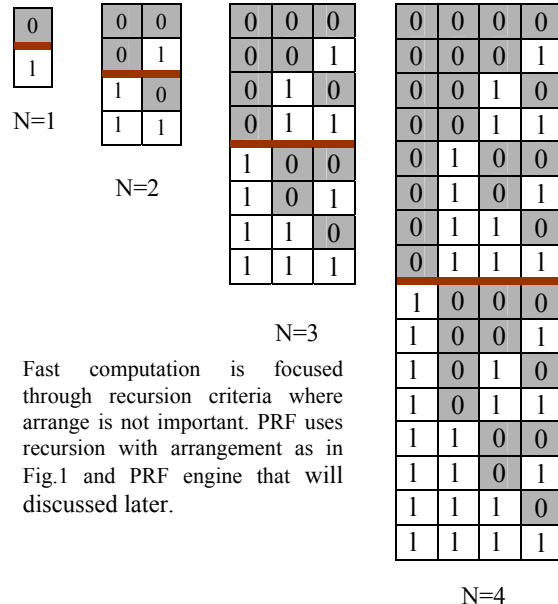 0
1
N=1
0 0
0 1
1 0
1 1
N=2
0 0 0
0 0 1
0 1 0
0 1 1
1 0 0
1 0 1
1 1 0
1 1 1
N=3
Fast computation is focused
through recursion criteria where
arrange is not important. PRF uses
recursion with arrangement as in
Fig.1 and PRF engine that will
discussed later.
0 0 0 0
0 0 0 1
0 0 1 0
0 0 1 1
0 1 0 0
0 1 0 1
0 1 1 0
0 1 1 1
1 0 0 0
1 0 0 1
1 0 1 0
1 0 1 1
1 1 0 0
1 1 0 1
1 1 1 0
1 1 1 1
N=4